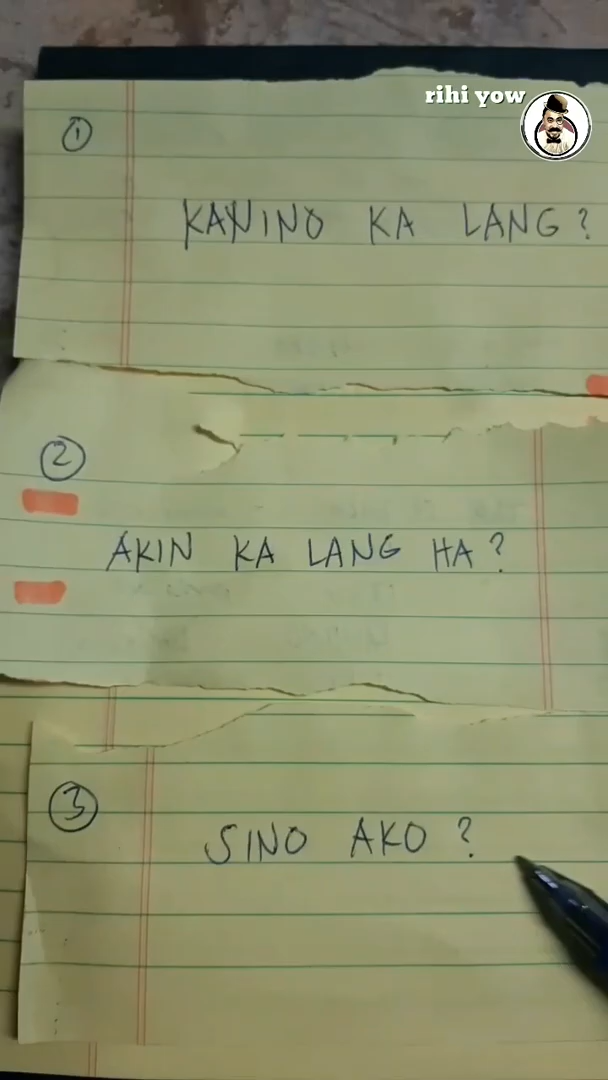 rihi yow
1
KANINO KA LANG?
2
AKIN KA LANG HA?
3
SINO AKO?